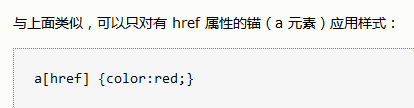 与上面类似，可以只对有 href 属性的锚（a 元素）应用样式：
a[href] {color:red;}